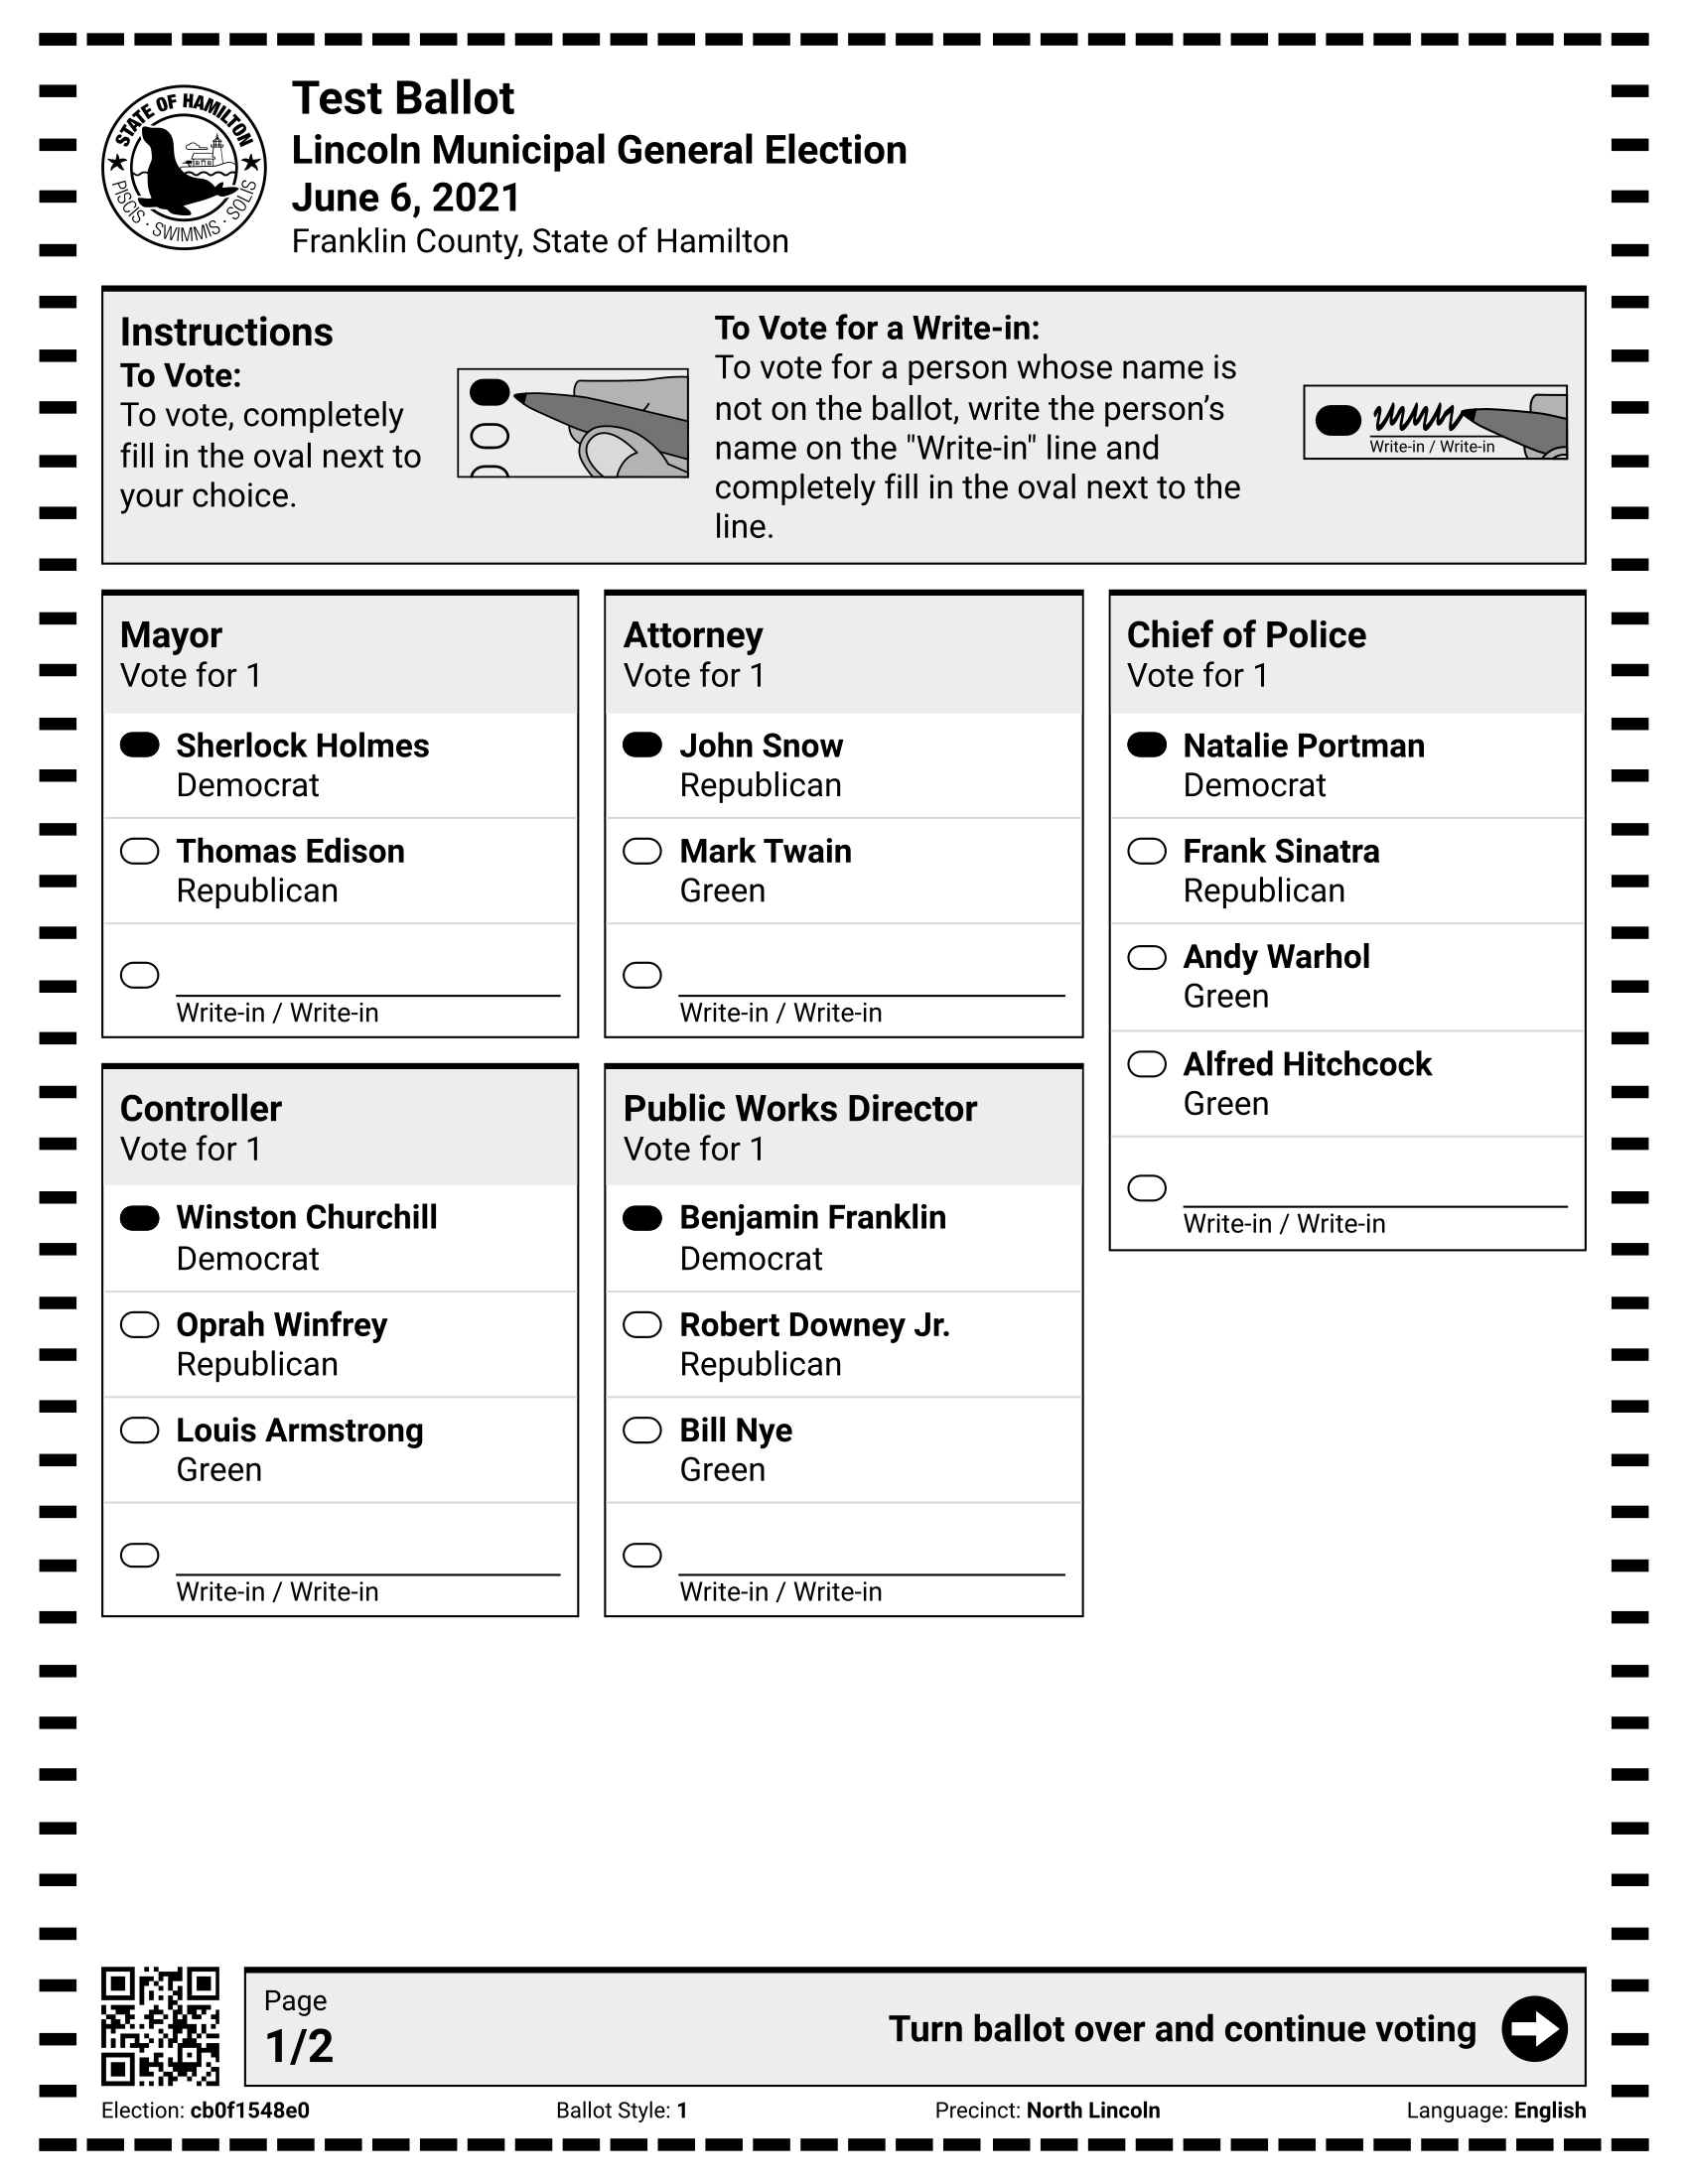 STATE OF HAMILTON
PISCIS · SWIMMIS · SOLIS
Test Ballot
Lincoln Municipal General Election
June 6, 2021
Franklin County, State of Hamilton
Instructions
To Vote:
To vote, completely
fill in the oval next to
your choice.
To Vote for a Write-in:
To vote for a person whose name is
not on the ballot, write the person’s
name on the "Write-in" line and
completely fill in the oval next to the
line.
Write-in / Write-in
Mayor
Vote for 1
Sherlock Holmes
Democrat
Thomas Edison
Republican
Write-in / Write-in
Controller
Vote for 1
Winston Churchill
Democrat
Oprah Winfrey
Republican
Louis Armstrong
Green
Write-in / Write-in
Attorney
Vote for 1
John Snow
Republican
Mark Twain
Green
Write-in / Write-in
Public Works Director
Vote for 1
Benjamin Franklin
Democrat
Robert Downey Jr.
Republican
Bill Nye
Green
Write-in / Write-in
Chief of Police
Vote for 1
Natalie Portman
Democrat
Frank Sinatra
Republican
Andy Warhol
Green
Alfred Hitchcock
Green
Write-in / Write-in
Page
1/2
Turn ballot over and continue voting
Election: cb0f1548e0 Ballot Style: 1 Precinct: North Lincoln Language: English